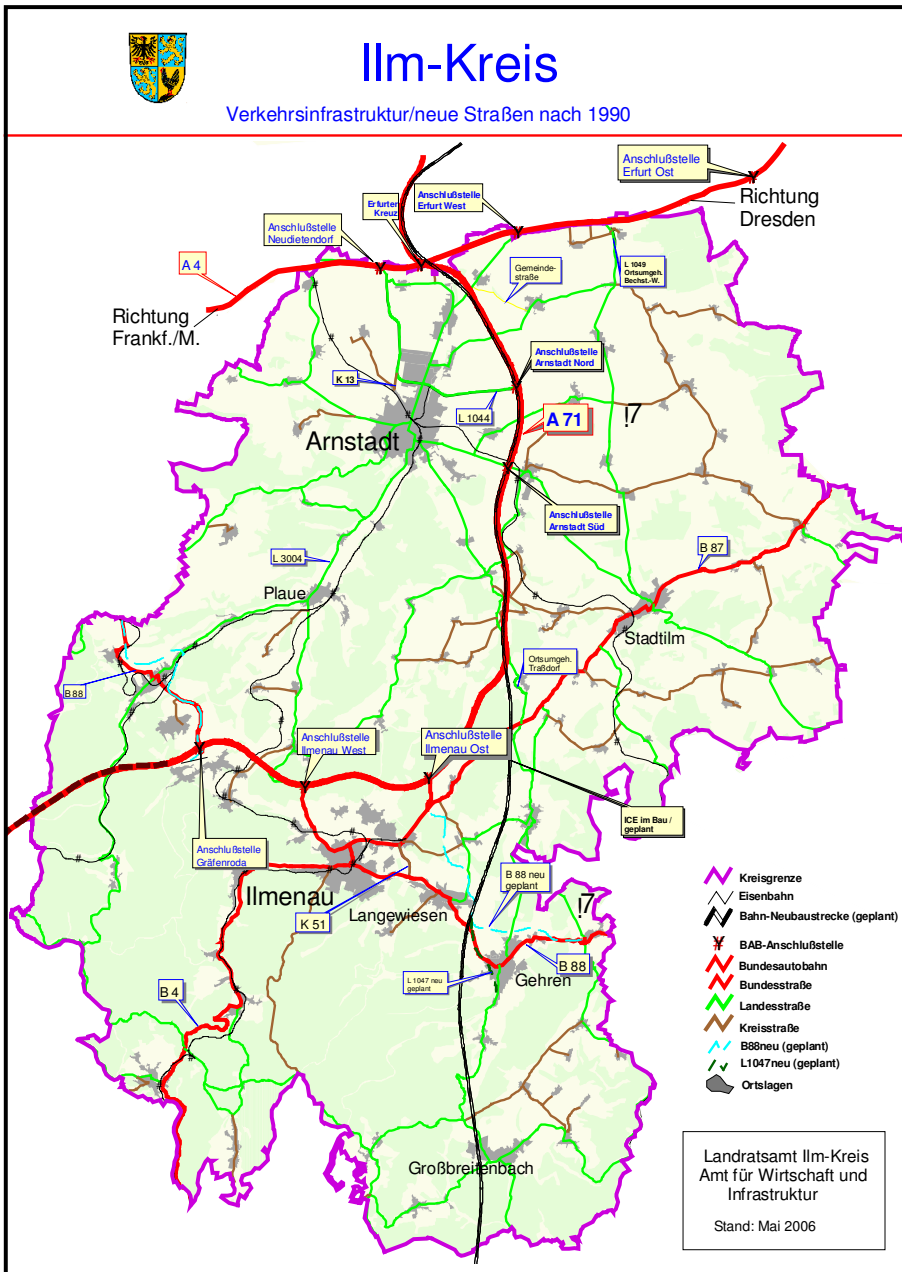 Ilm-Kreis
Verkehrsinfrastruktur/neue Straßen nach 1990
Anschlußstelle
Erfurt Ost
Richtung
Dresden
Anschlußstelle
Erfurt West
Erfurter
Kreuz
Anschlußstelle
Neudietendorf
A 4
Richtung
Frankf./M.
Gemeinde-
straße
L 1049
Ortsumgeh.
Bechst.-W.
K 13
Anschlußstelle
Arnstadt Nord
L 1044
A 71
!7
Arnstadt
Anschlußstelle
Arnstadt Süd
B 87
L 3004
Plaue
Stadtilm
B 88
Ortsumgeh.
Traßdorf
Anschlußstelle
Ilmenau West
Anschlußstelle
Ilmenau Ost
ICE im Bau /
geplant
Anschlußstelle
Gräfenroda
B 88 neu
geplant
Ilmenau
Langewiesen
K 51
!7
L 1047 neu
geplant
Gehren
B 88
B 4
Großbreitenbach
Kreisgrenze
Eisenbahn
Bahn-Neubaustrecke (geplant)
BAB-Anschlußstelle
Bundesautobahn
Bundesstraße
Landesstraße
Kreisstraße
B88neu (geplant)
L1047neu (geplant)
Ortslagen
Landratsamt Ilm-Kreis
Amt für Wirtschaft und
Infrastruktur
Stand: Mai 2006